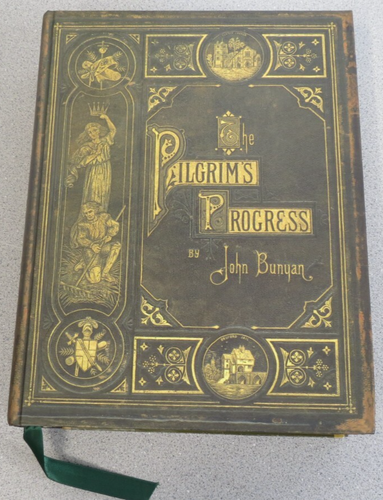 The
PILGRIM'S
PROGRESS
BY John Bunyan